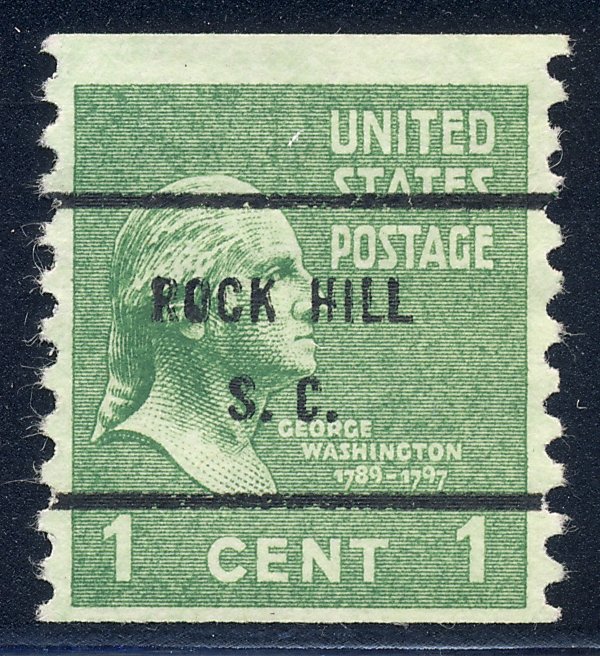 UNITED
STATES
POSTAGE
ROCK HILL
S. C.
GEORGE
WASHINGTON
1789-1797
1 CENT 1